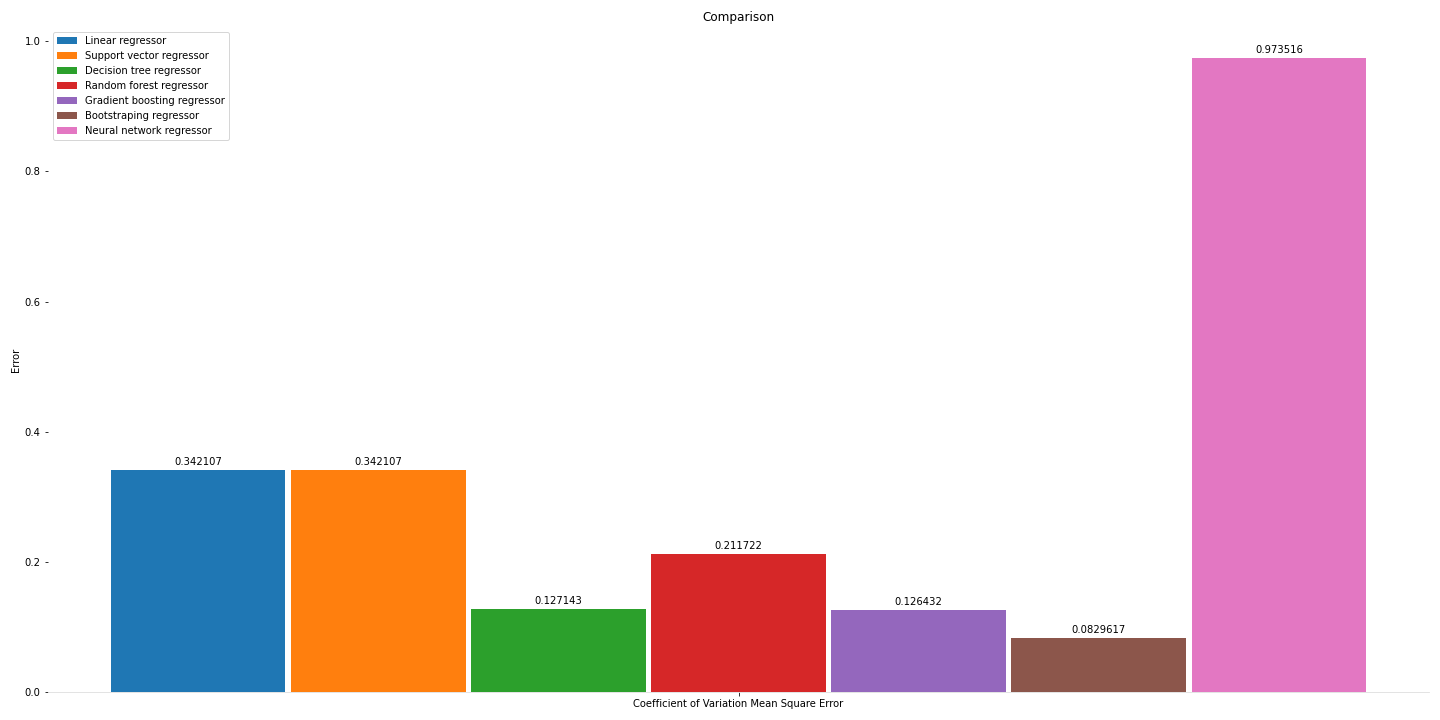 Comparison
Linear regressor
Support vector regressor
Decision tree regressor
Random forest regressor
Gradient boosting regressor
Bootstraping regressor
Neural network regressor
Error
1.0
0.8
0.6
0.4
0.2
0.0
0.342107
0.342107
0.127143
0.211722
0.126432
0.0829617
0.973516
Coefficient of Variation Mean Square Error